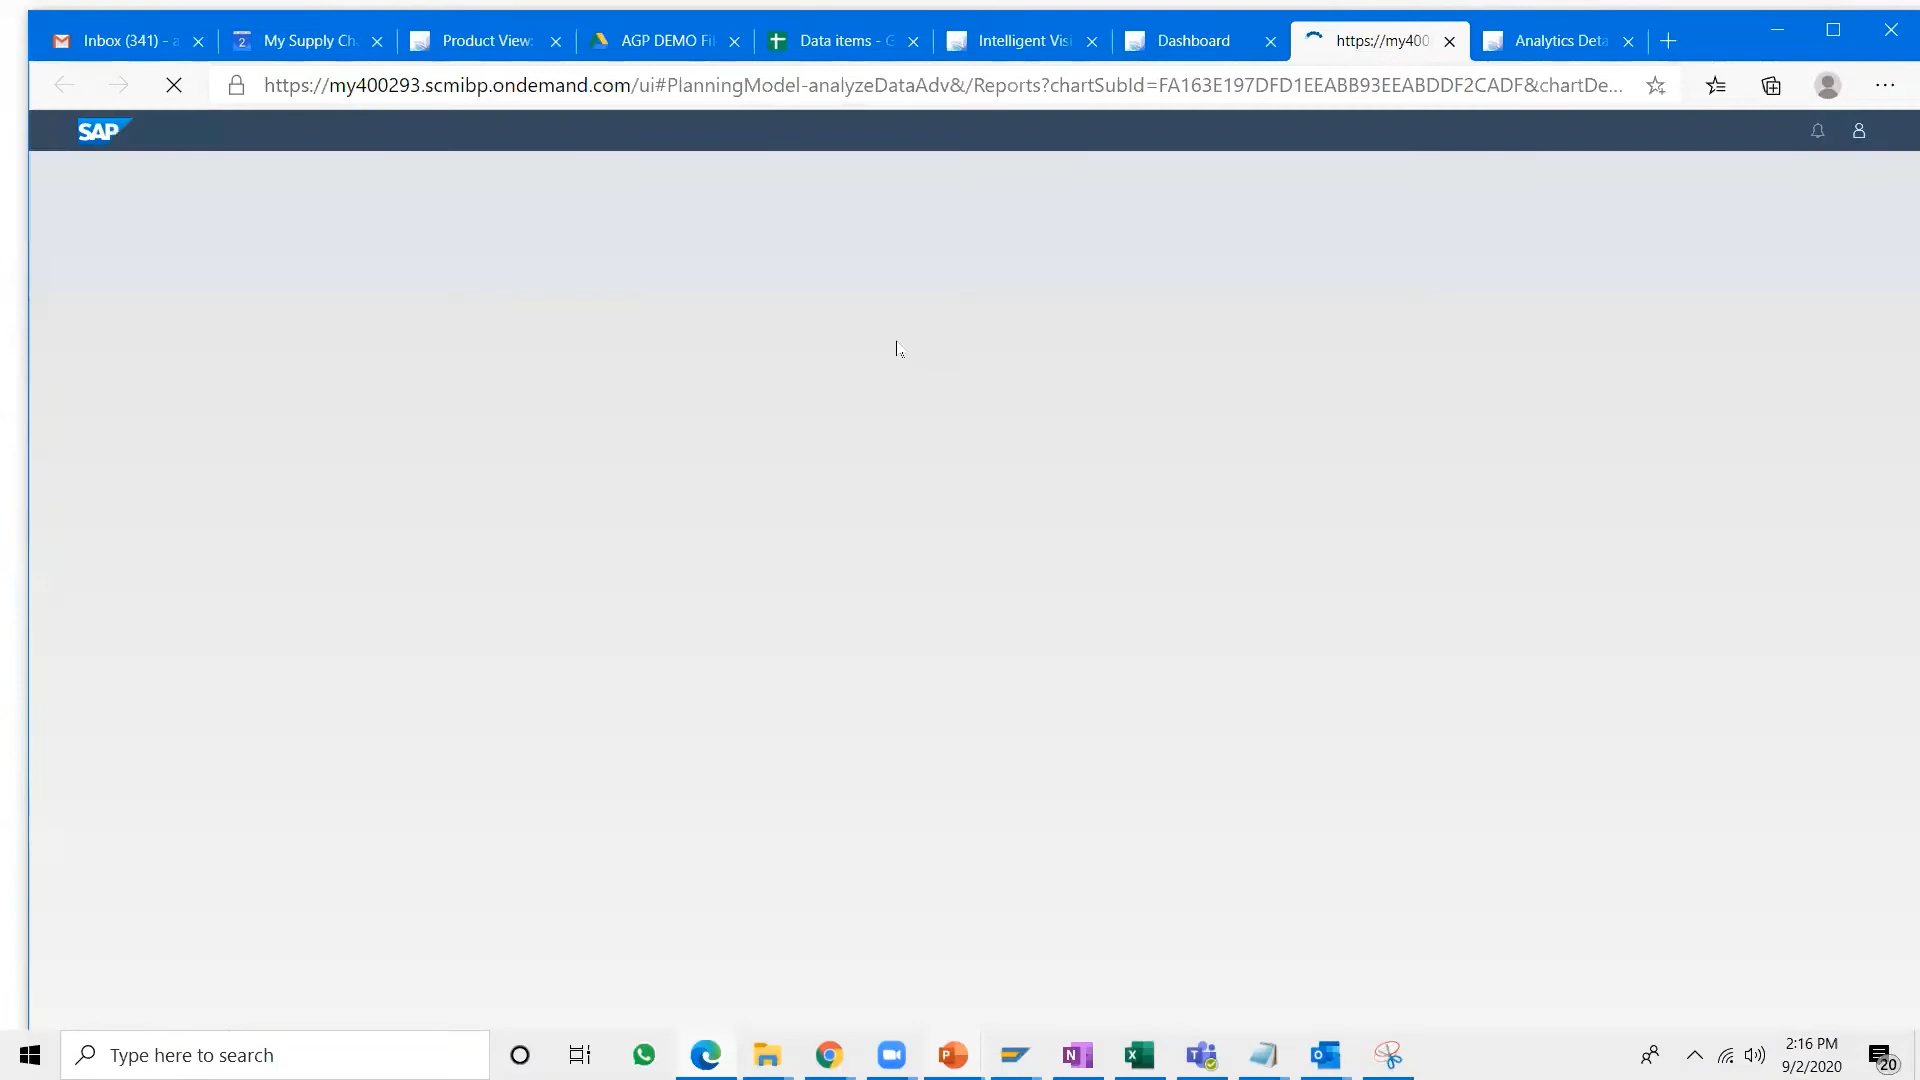 Inbox (341) - a
My Supply Ch
Product View:
AGP DEMO Fi
Data items - G
Intelligent Visi
Dashboard
https://my400
Analytics Deta
https://my400293.scmibp.ondemand.com/ui#PlanningModel-analyzeDataAdv&/Reports?chartSubId=FA163E197DFD1EEABB93EEABDDF2CADF&chartDe...
SAP
Type here to search
2:16 PM
9/2/2020
20